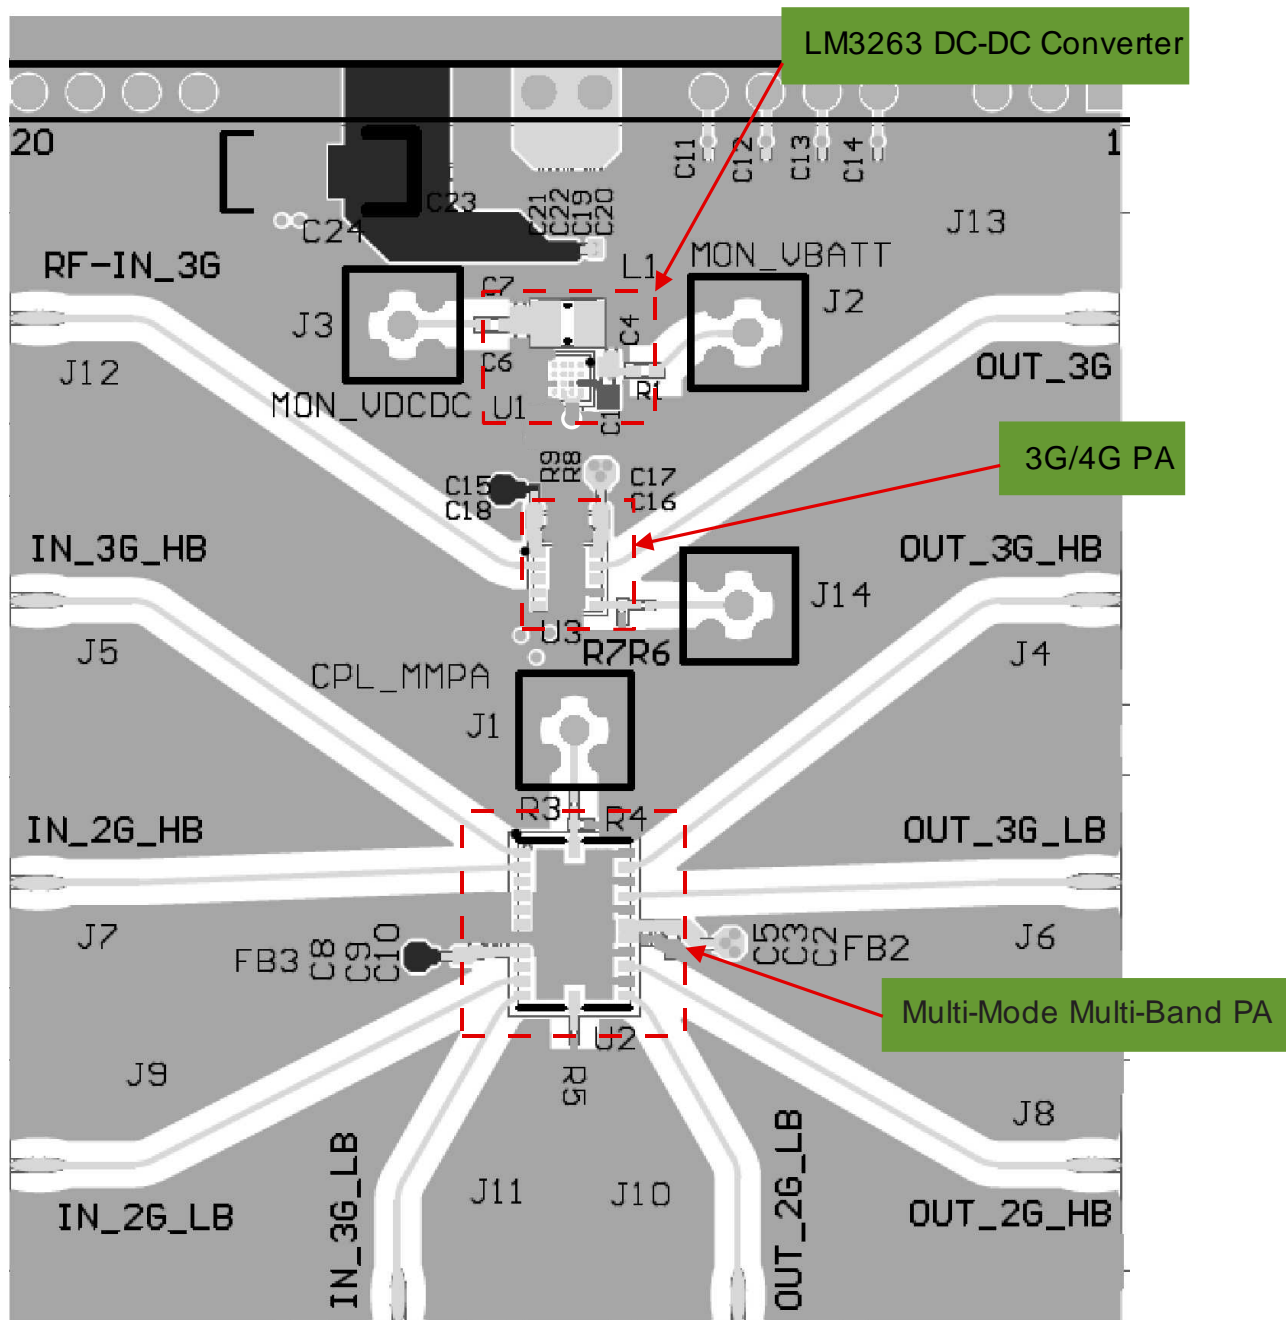 LM3263 DC-DC Converter
20
1
C11
C12
C13
C14
C23
C24
C21
C22
C19
C20
J13
RF-IN_3G
MON_VBATT
L1
C7
J3
J2
C4
J12
C6
R1
OUT_3G
MON_VDCDC
U1
C1
3G/4G PA
R9
R8
C15
C17
C18
C16
IN_3G_HB
OUT_3G_HB
J14
U3
J5
R7R6
J4
CPL_MMPA
J1
R3
R4
IN_2G_HB
OUT_3G_LB
J7
FB3
C8
C9
C10
C5
C3
C2
FB2
J6
Multi-Mode Multi-Band PA
U2
J9
R5
J8
IN_2G_LB
IN_3G_LB
J11
J10
OUT_2G_LB
OUT_2G_HB